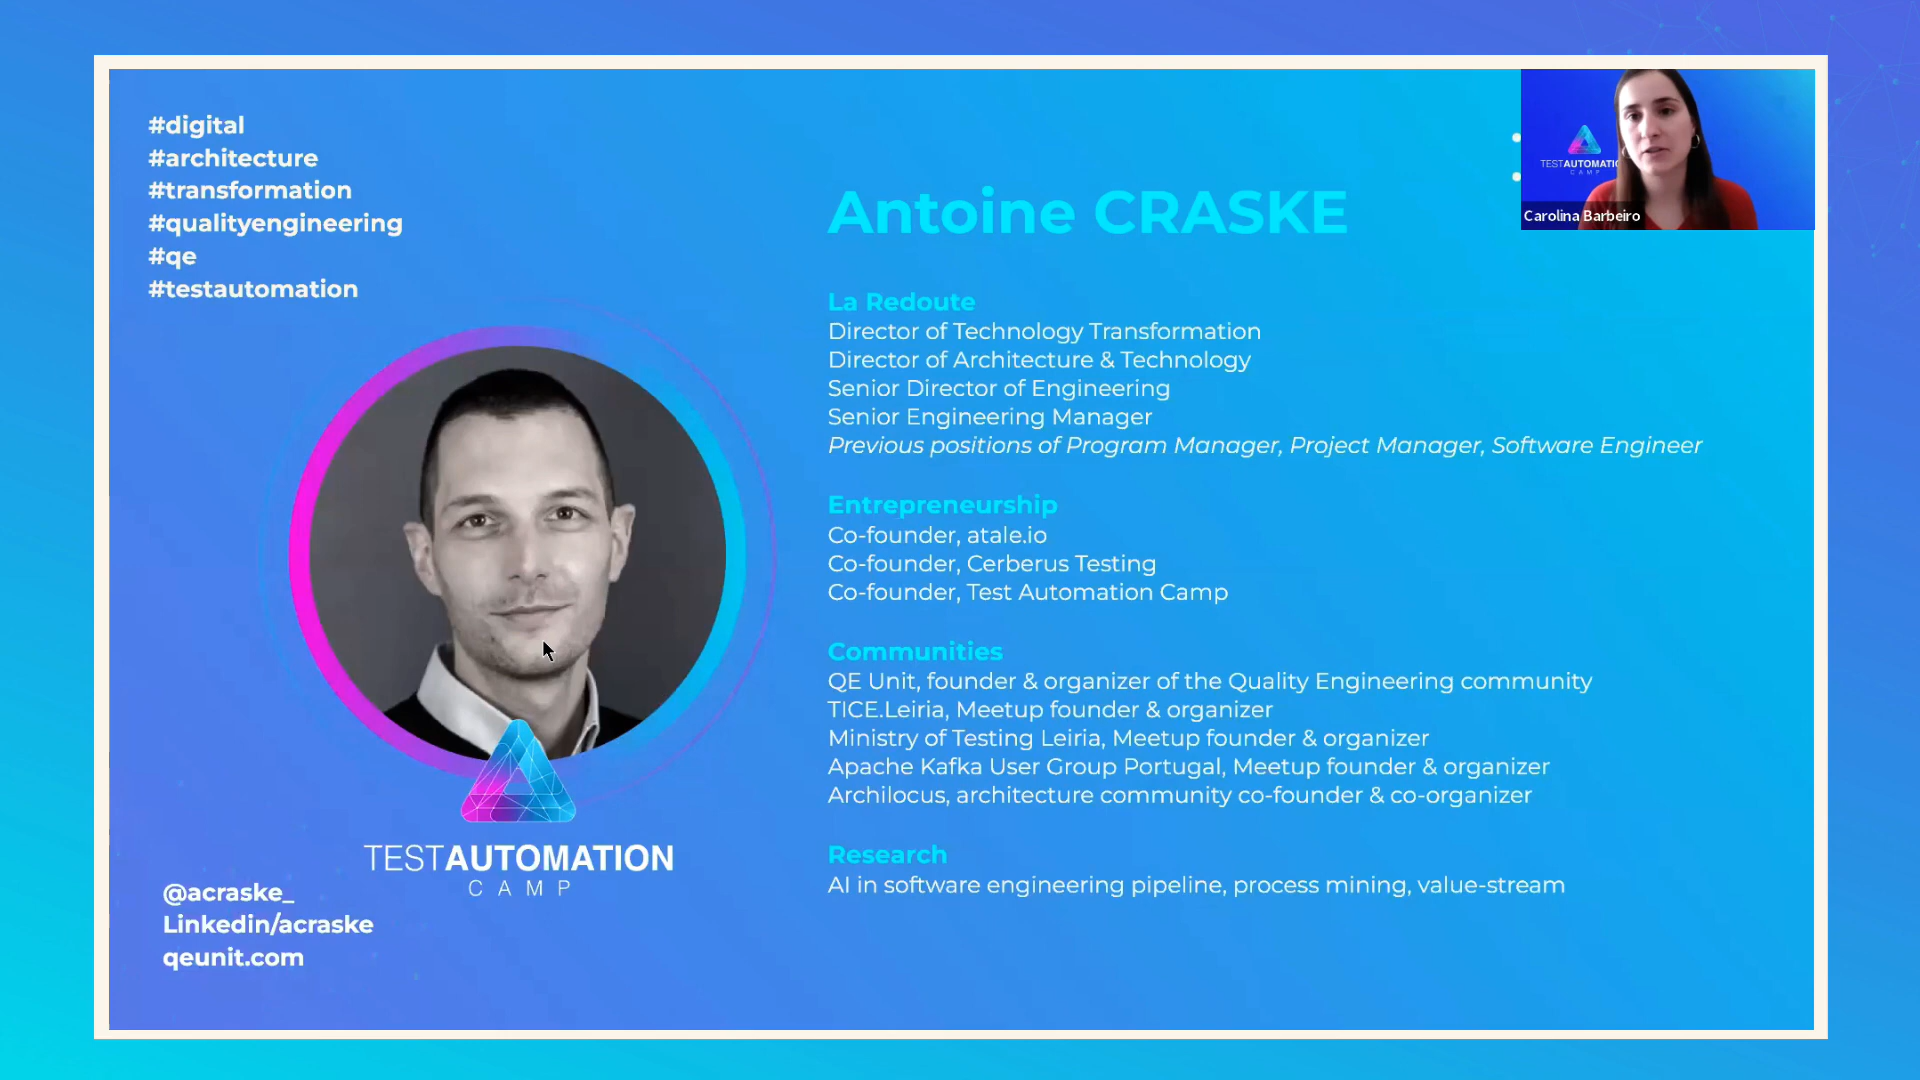 #digital
#architecture
#transformation
#qualityengineering
#qe
#testautomation
TESTAUTOMATION
CAMP
@acraske_
Linkedin/acraske
qeunit.com
Antoine CRASKE
La Redoute
Director of Technology Transformation
Director of Architecture & Technology
Senior Director of Engineering
Senior Engineering Manager
Previous positions of Program Manager, Project Manager, Software Engineer
Entrepreneurship
Co-founder, atale.io
Co-founder, Cerberus Testing
Co-founder, Test Automation Camp
Communities
QE Unit, founder & organizer of the Quality Engineering community
TICE.Leiria, Meetup founder & organizer
Ministry of Testing Leiria, Meetup founder & organizer
Apache Kafka User Group Portugal, Meetup founder & organizer
Archilocus, architecture community co-founder & co-organizer
Research
AI in software engineering pipeline, process mining, value-stream
TESTAUTOMATIO
CAMP
Carolina Barbeiro